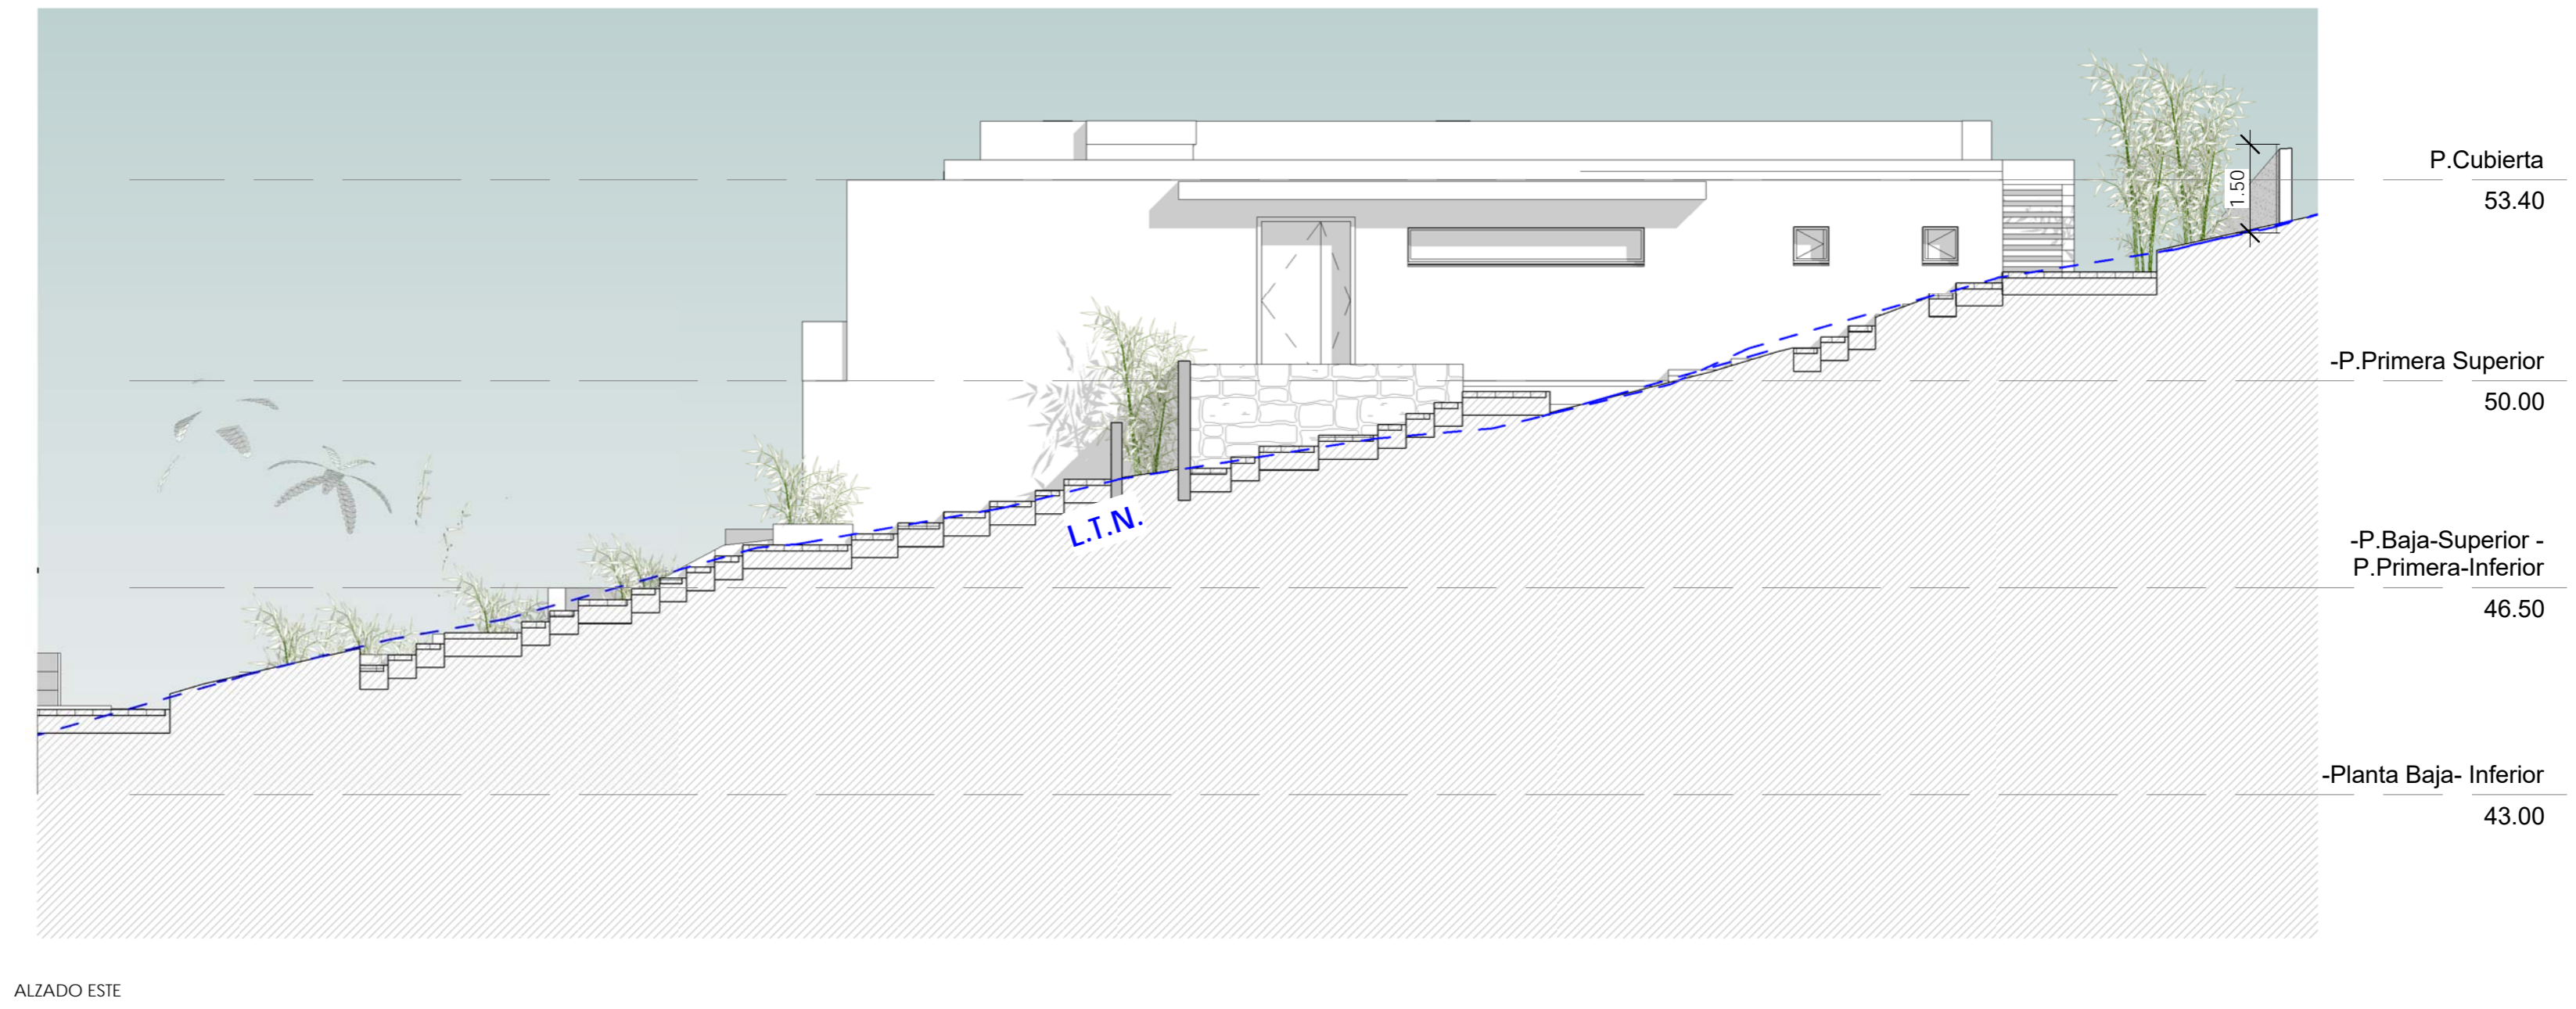 P.Cubierta
53.40
1.50
-P.Primera Superior
50.00
L.T.N.
-P.Baja-Superior -
P.Primera-Inferior
46.50
-Planta Baja- Inferior
43.00
ALZADO ESTE